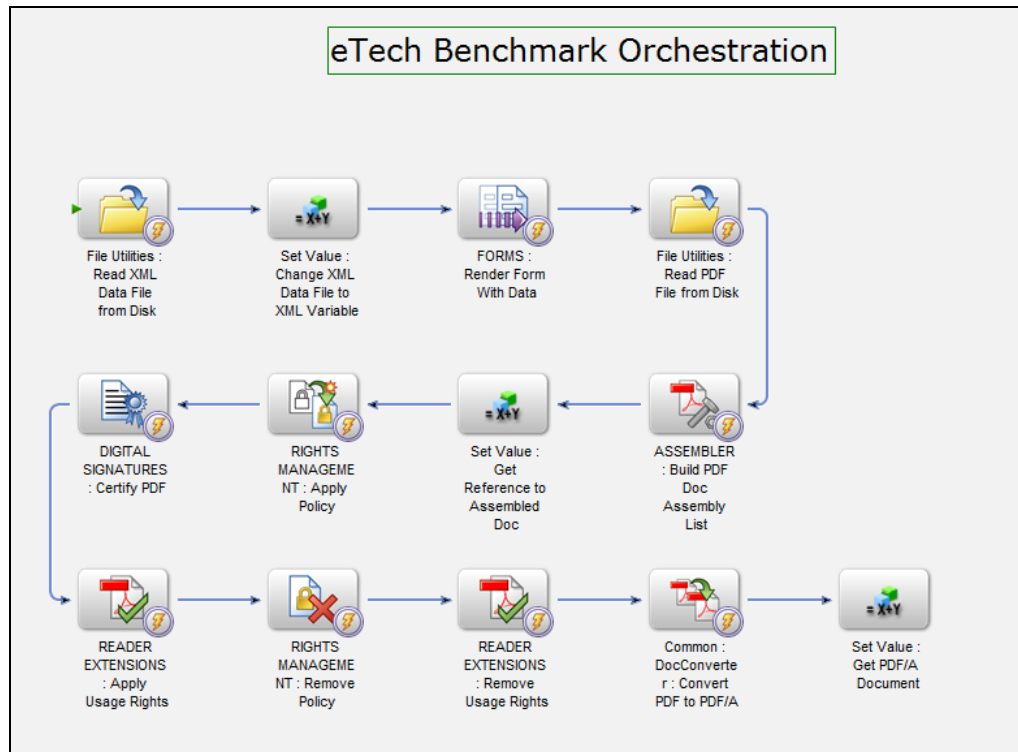 eTech Benchmark Orchestration
= X+Y
File Utilities :
Read XML
Data File
from Disk
Set Value :
Change XML
Data File to
XML Variable
FORMS :
Render Form
With Data
File Utilities :
Read PDF
File from Disk
= X+Y
DIGITAL
SIGNATURES
: Certify PDF
RIGHTS
MANAGEME
NT : Apply
Policy
Set Value :
Get
Reference to
Assembled
Doc
ASSEMBLER
: Build PDF
Doc
Assembly
List
= X+Y
READER
EXTENSIONS
: Apply
Usage Rights
RIGHTS
MANAGEME
NT : Remove
Policy
READER
EXTENSIONS
: Remove
Usage Rights
Common :
DocConverte
r : Convert
PDF to PDF/A
Set Value :
Get PDF/A
Document